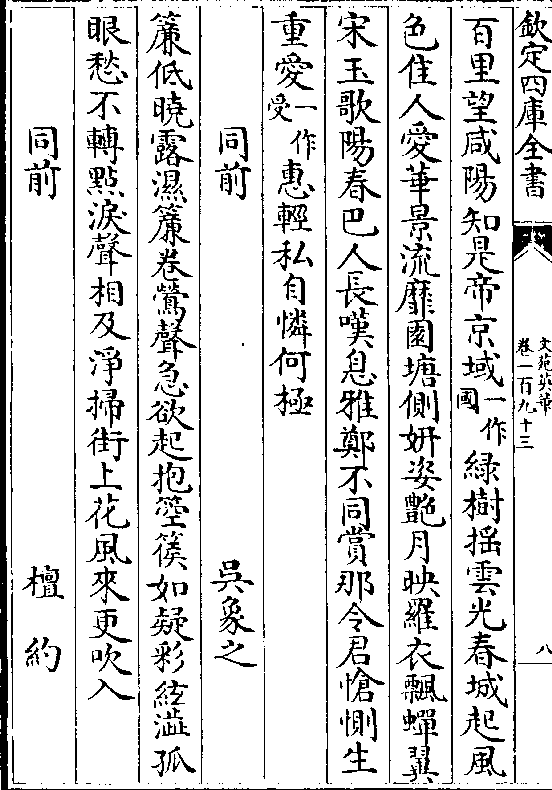 欽定四庫全書
文苑英華
卷一百九十三
八
百里望咸陽知是帝京域一作國綠樹揺雲光春城起風
色佳人愛華景流靡園塘側妍姿艶月映羅衣飄蟬翼
宋玉歌陽春巴人長嘆息雅鄭不同賞那令君愴惻生
重愛一作受惠輕私自憐何極
同前 吳象之
簾低曉露濕簾卷鶯聲急欲起抱箜篌如疑彩絃澁孤
眼愁不轉點淚聲相及淨掃街上花風來更吹入
同前 檀約